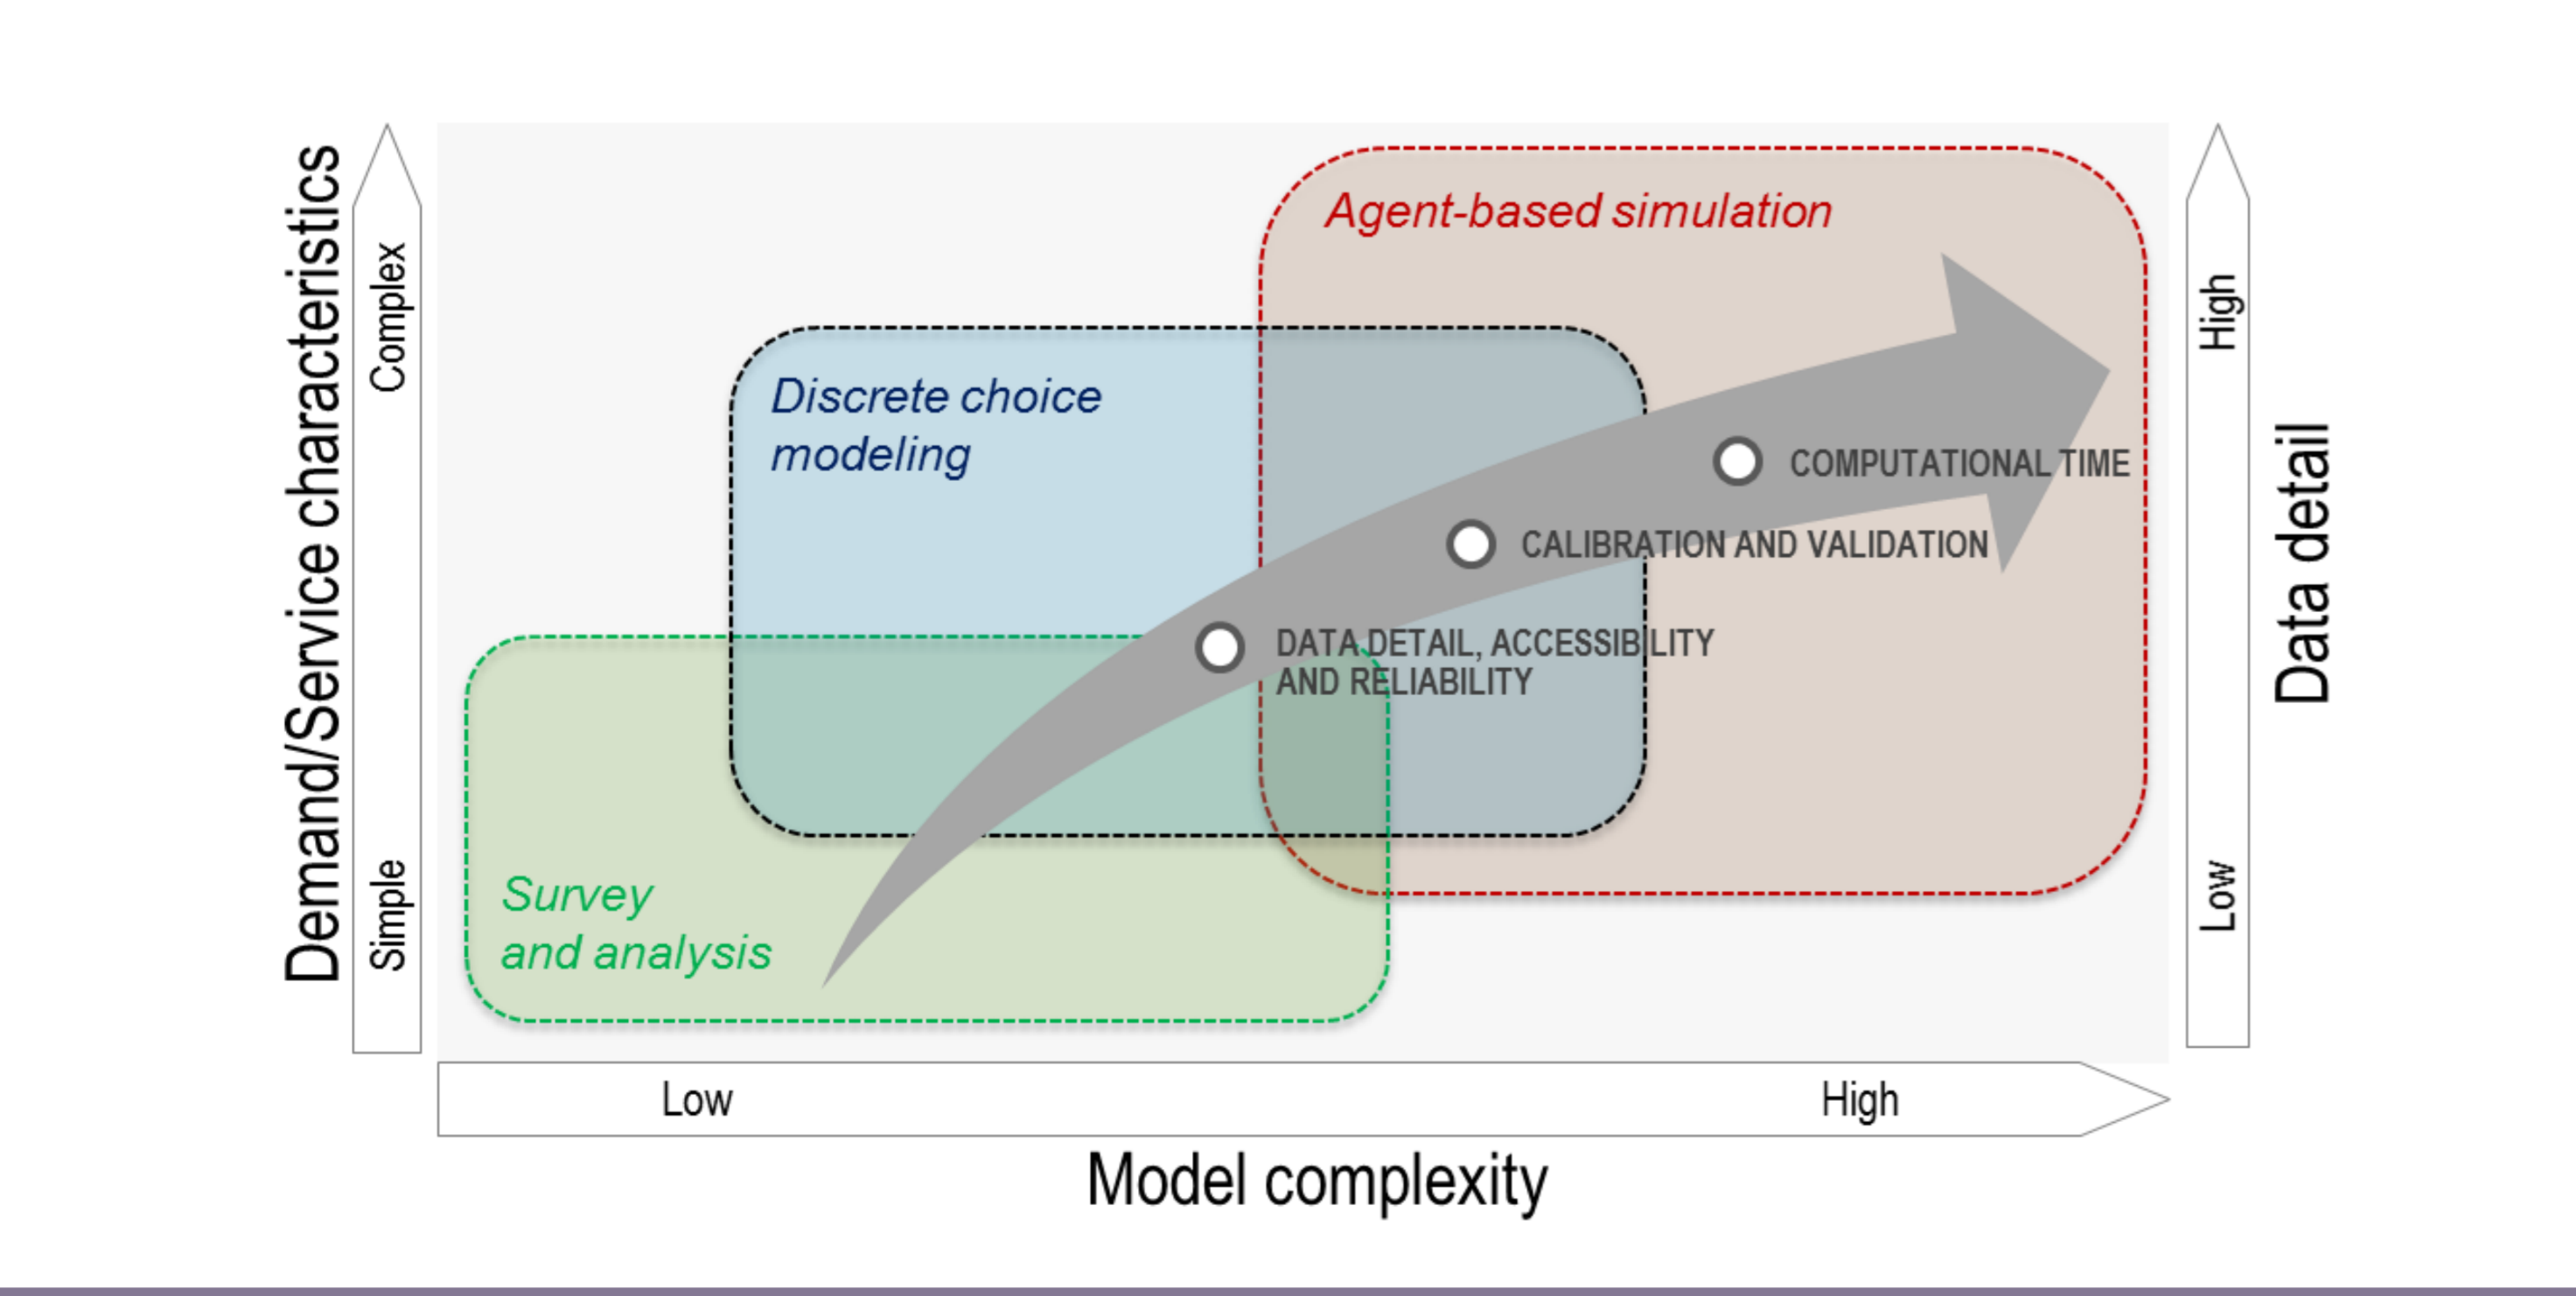 Demand/Service characteristics
Complex
Simple
Agent-based simulation
Discrete choice
modeling
COMPUTATIONAL TIME
CALIBRATION AND VALIDATION
DATA DETAIL, ACCESSIBILITY
AND RELIABILITY
Survey
and analysis
High
Low
Data detail
Low
High
Model complexity